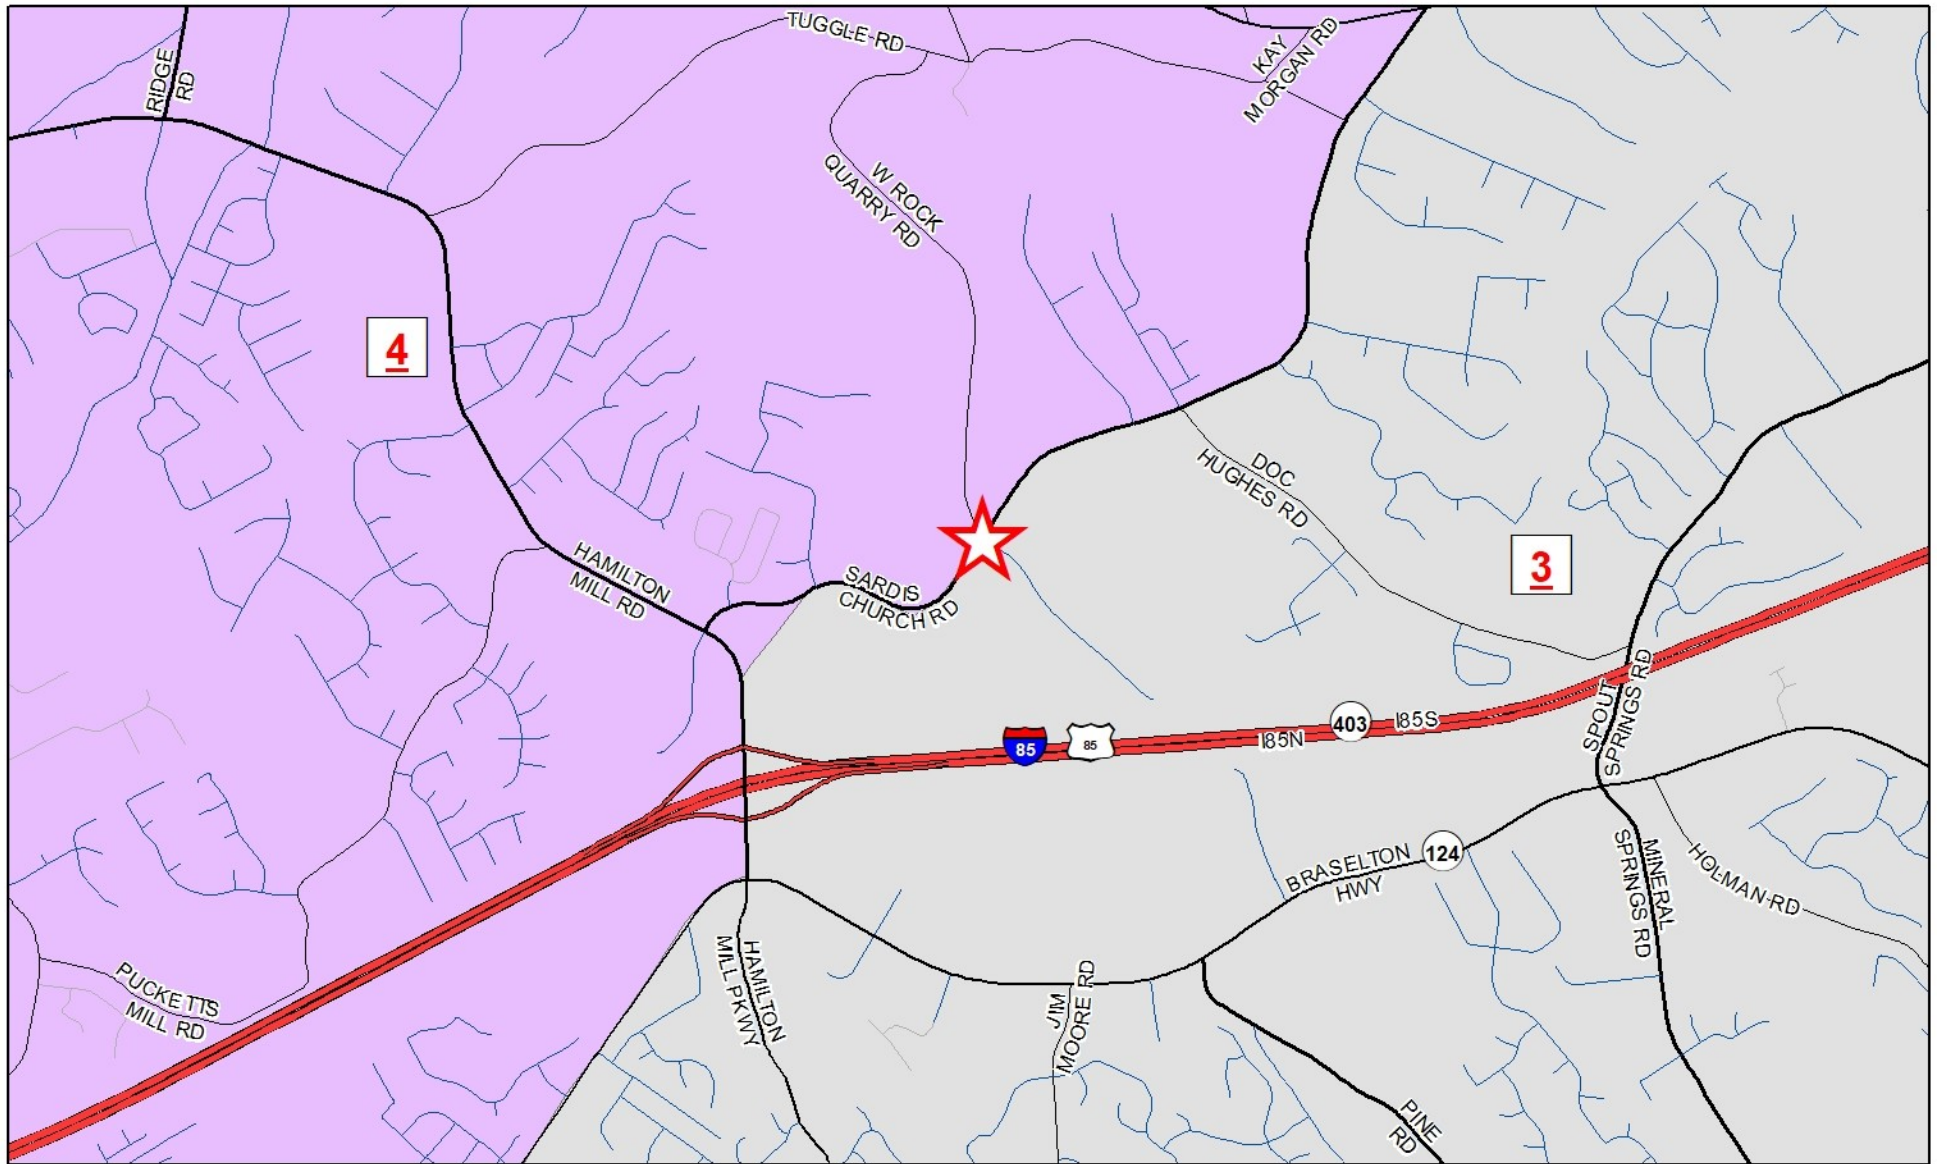 TUGGLE RD
KAY
MORGAN RD
RIDGE
RD
W ROCK
QUARRY RD
4
DOC
HUGHES RD
3
HAMILTON
MILL RD
SARDIS
CHURCH RD
SPOUT
SPRINGS RD
403
I85S
I85N
85
85
BRASELTON
HWY
124
MINERAL
SPRINGS RD
HOLMAN RD
HAMILTON
MILL PKWY
PUCKETTS
MILL RD
JIM
MOORE RD
PINE
RD